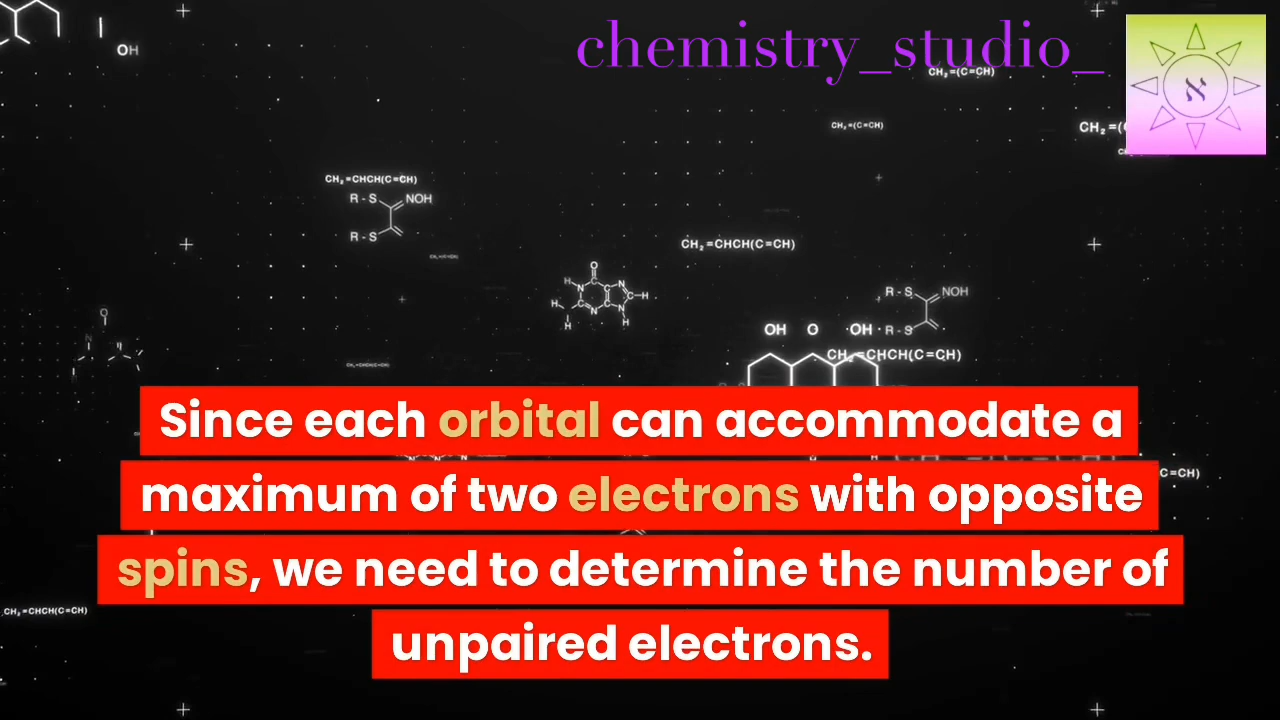 chemistry_studio_
א
OH
CH₂=(C=CH)
CH₂=(C=CH)
CH₂=(
CH₂=CHCH(C=CH)
R - S NOH
R - S
CH₂=CHCH(C=CH)
O
H N N
H H
N N
H H
R - S NOH
OH O OH R - S
CH₂=CHCH(C=CH)
O
Since each orbital can accommodate a
maximum of two electrons with opposite
C=CH)
spins, we need to determine the number of
CH₂=CHCH(C=CH)
unpaired electrons.